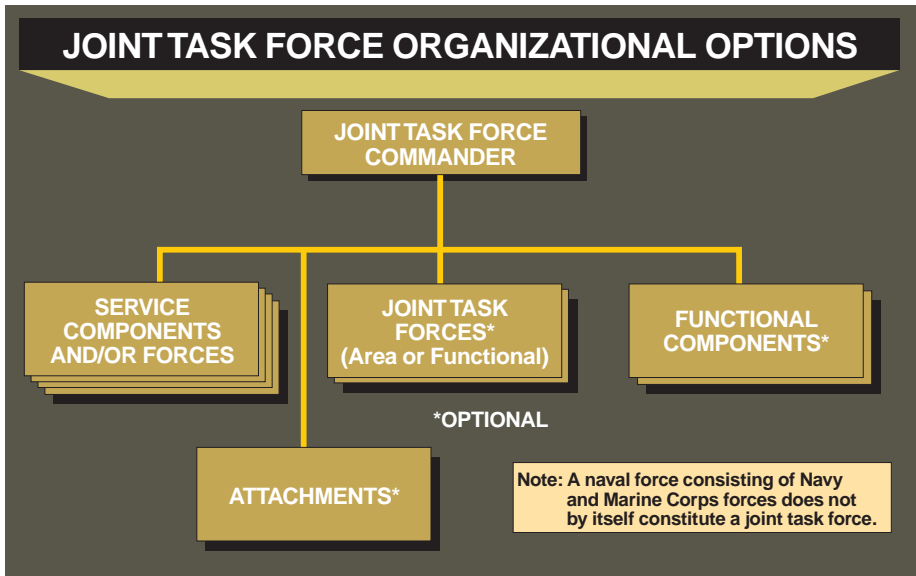 JOINT TASK FORCE ORGANIZATIONAL OPTIONS
JOINT TASK FORCE
COMMANDER
SERVICE
COMPONENTS
AND/OR FORCES
JOINT TASK
FORCES*
(Area or Functional)
FUNCTIONAL
COMPONENTS*
*OPTIONAL
ATTACHMENTS*
Note: A naval force consisting of Navy
and Marine Corps forces does not
by itself constitute a joint task force.